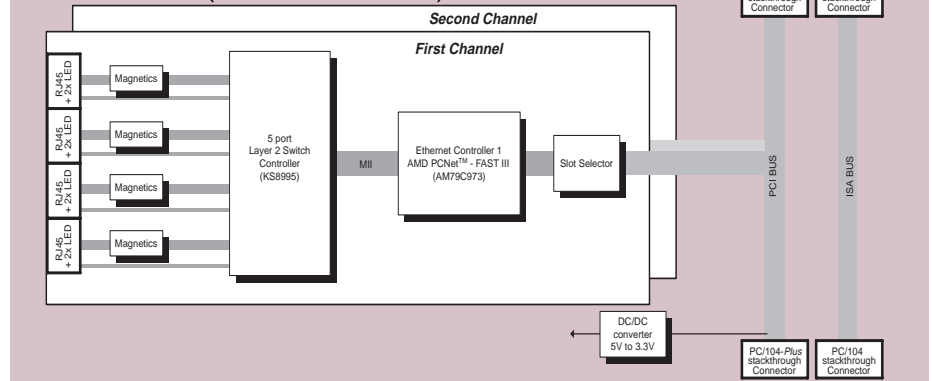 stackthrough
Connector
stackthrough
Connector
Second Channel
First Channel
RJ45
+ 2x LED
Magnetics
RJ45
+ 2x LED
Magnetics
RJ45
+ 2x LED
Magnetics
RJ45
+ 2x LED
Magnetics
5 port
Layer 2 Switch
Controller
(KS8995)
MII
Ethernet Controller 1
AMD PCNet™ - FAST III
(AM79C973)
Slot Selector
PCI BUS
ISA BUS
DC/DC
converter
5V to 3.3V
PC/104-Plus
stackthrough
Connector
PC/104
stackthrough
Connector